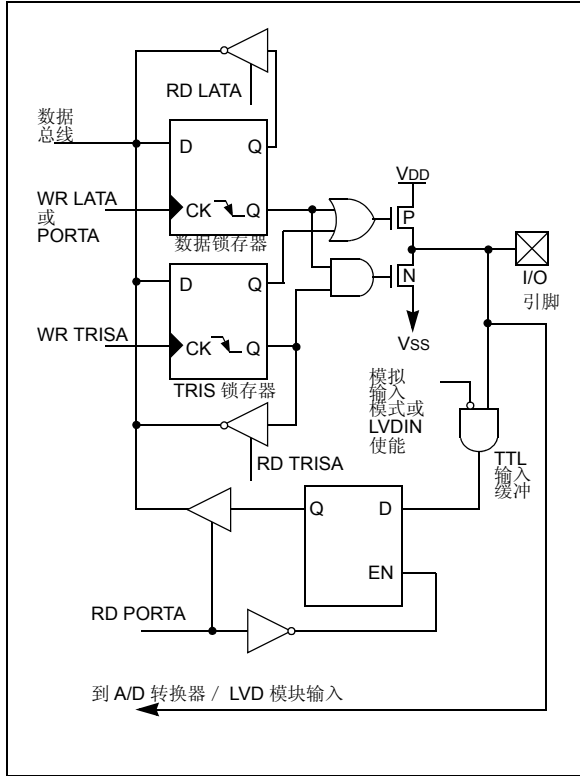 RD LATA
数据
总线
D
Q
VDD
WR LATA
或
PORTA
CK
Q
P
数据锁存器
I/O
引脚
D
Q
N
WR TRISA
CK
Q
VSS
TRIS 锁存器
模拟
输入
模式或
LVDIN
使能
TTL
输入
缓冲
RD TRISA
Q
D
EN
RD PORTA
到 A/D 转换器 / LVD 模块输入